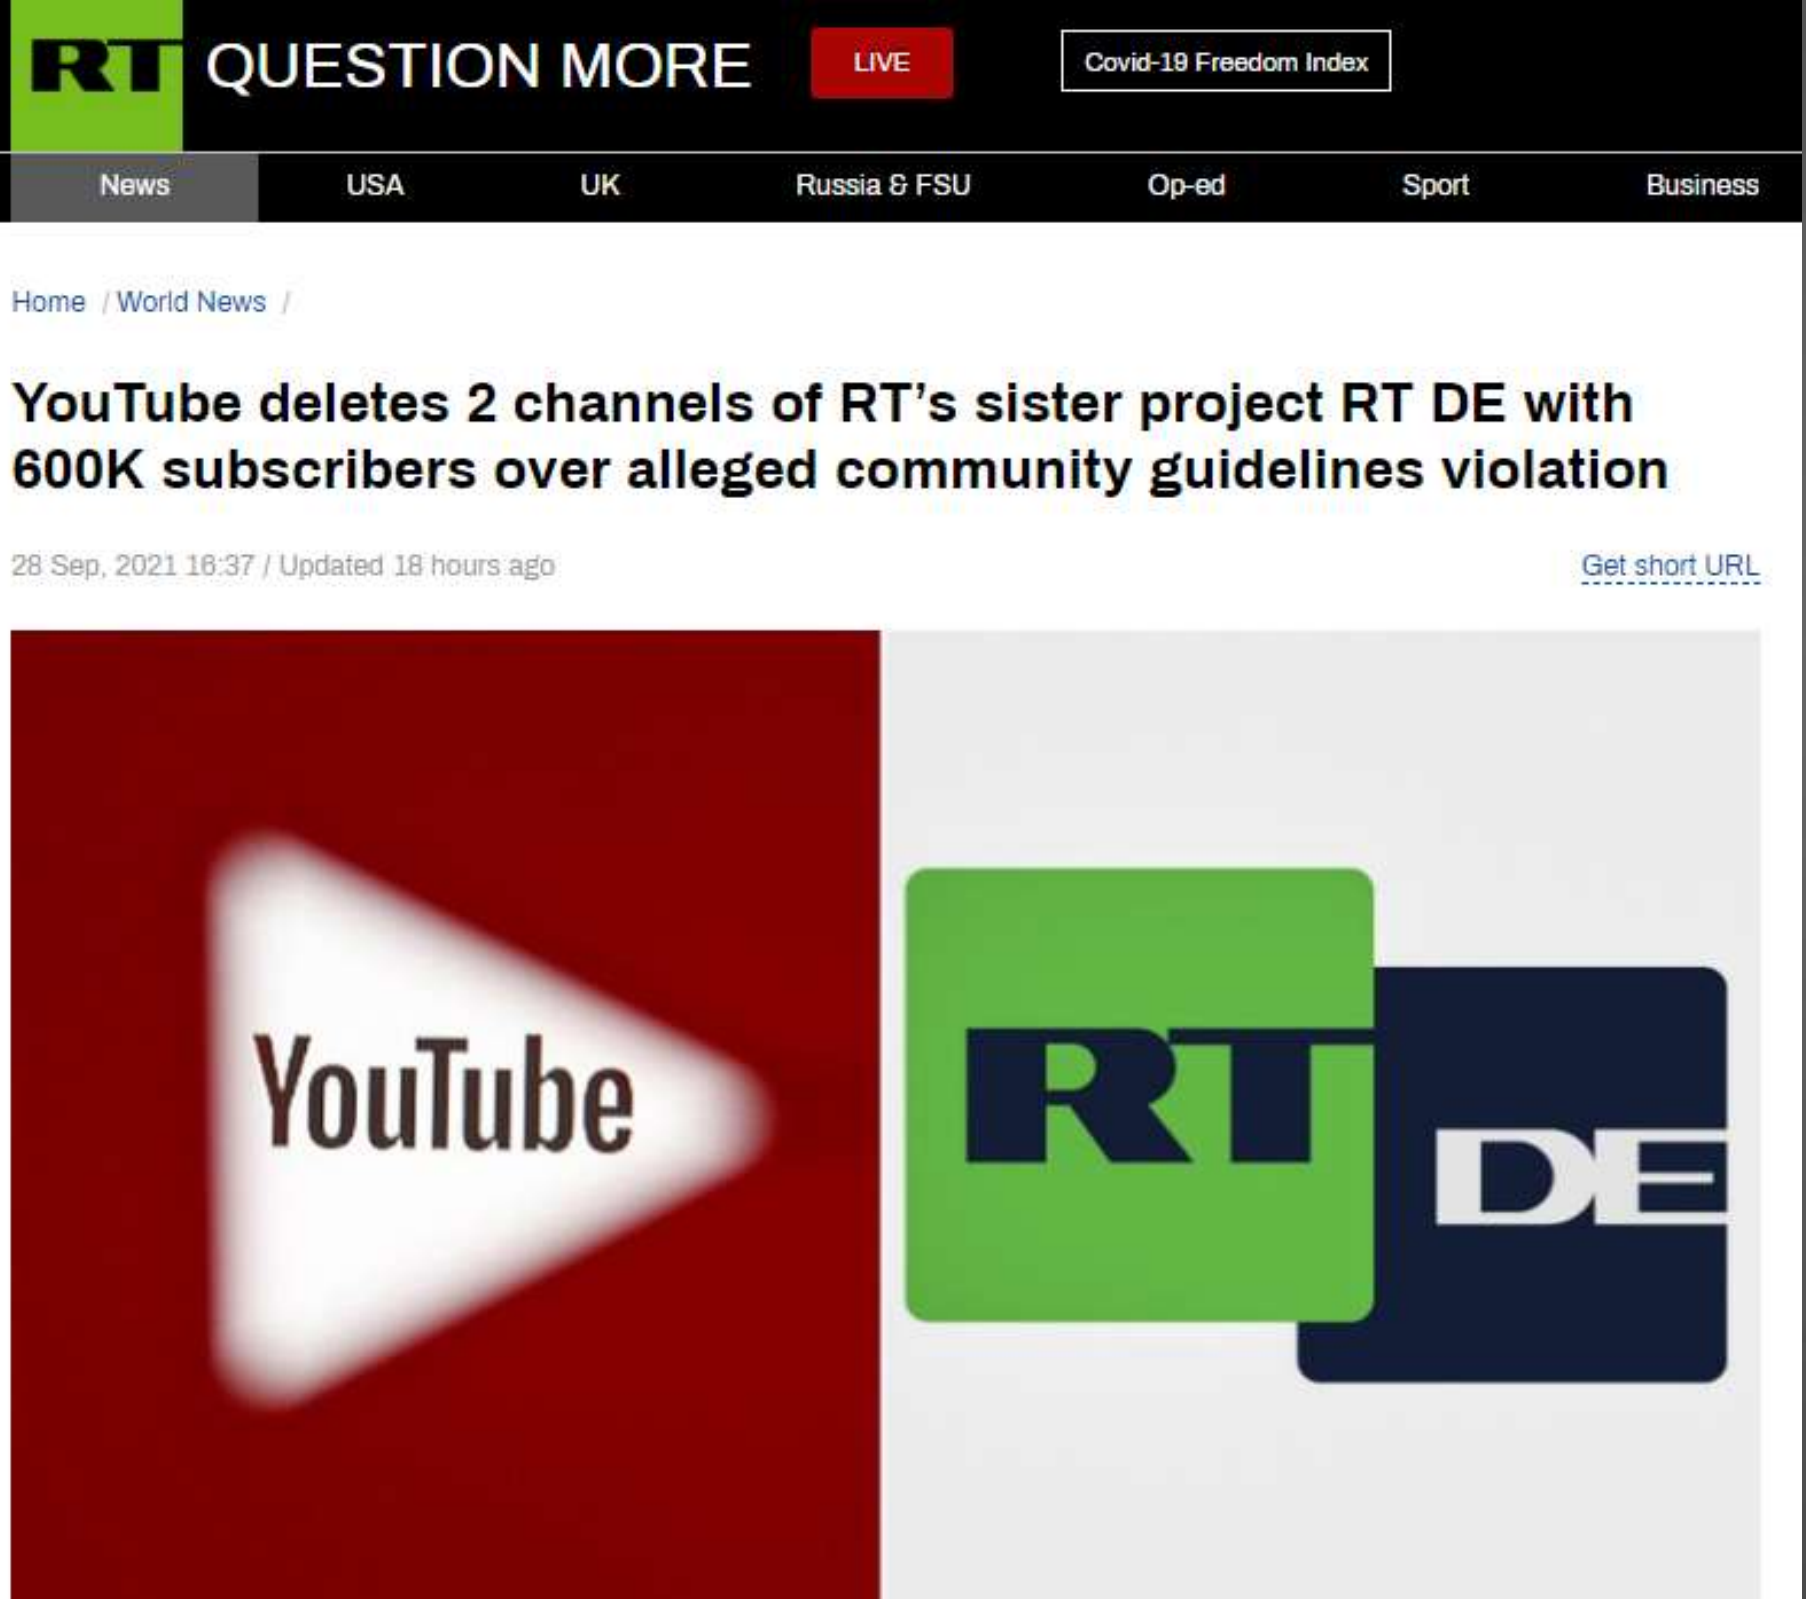 RT QUESTION MORE LIVE Covid-19 Freedom Index
News USA UK Russia & FSU Op-ed Sport Business
Home / World News /
YouTube deletes 2 channels of RT’s sister project RT DE with
600K subscribers over alleged community guidelines violation
28 Sep, 2021 16:37 / Updated 18 hours ago Get short URL
YouTube
RT
DE